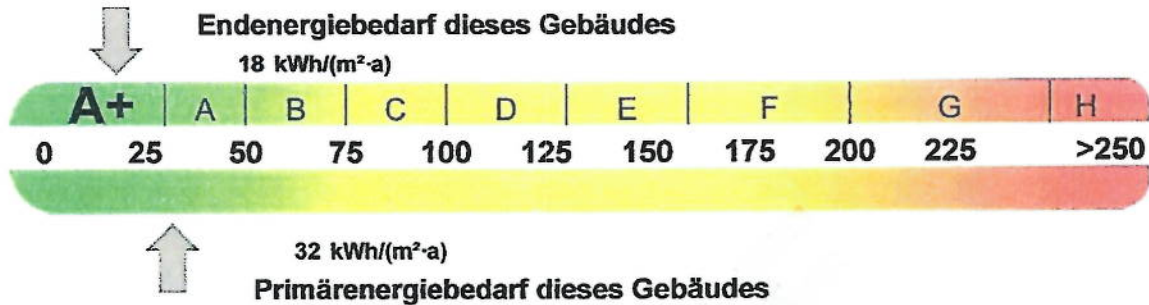 Endenergiebedarf dieses Gebäudes
18 kWh/(m²·a)
A+ A B C D E F G H
0 25 50 75 100 125 150 175 200 225 >250
32 kWh/(m²·a)
Primärenergiebedarf dieses Gebäudes